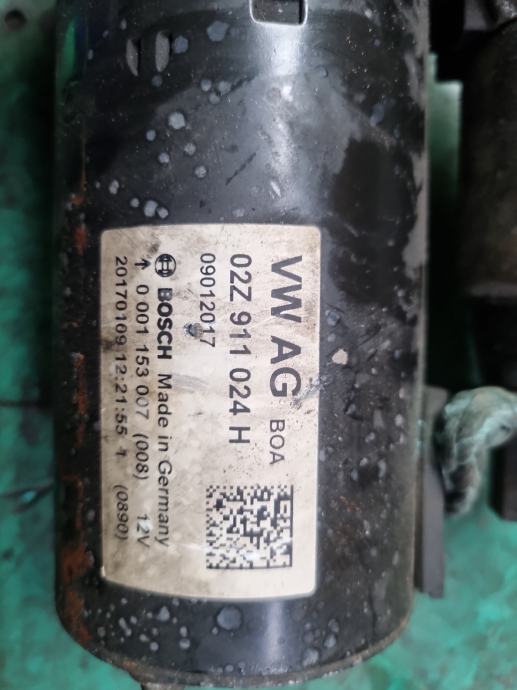 VW AG BOA
02Z 911 024 H
09012017
BOSCH Made in Germany
↑ 0 001 153 007 (008) 12V
20170109 12:21:55 1 (0890)